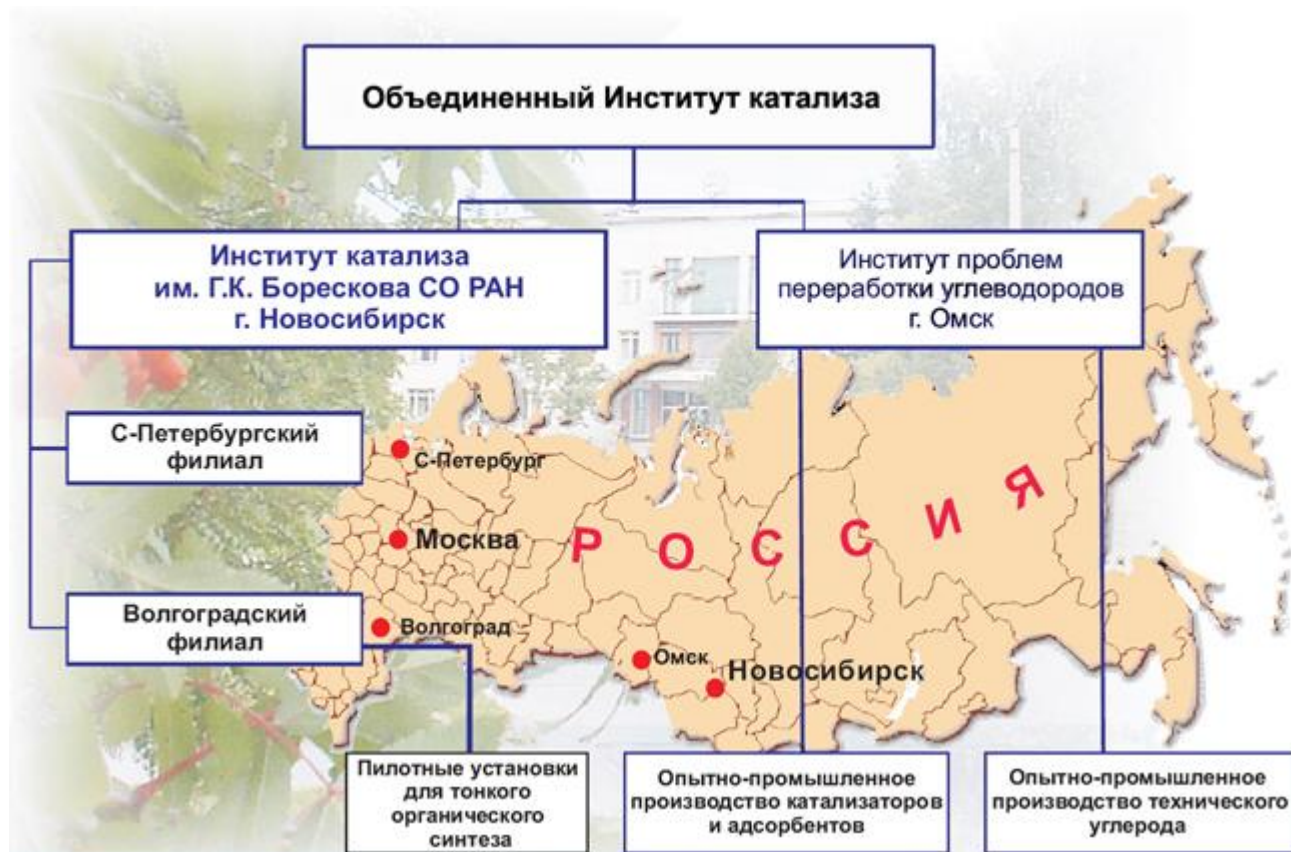 Объединенный Институт катализа
Институт катализа
им. Г.К. Борескова СО РАН
г. Новосибирск
Институт проблем
переработки углеводородов
г. Омск
С-Петербургский
филиал
С-Петербург
Москва
РОССИЯ
Волгоградский
филиал
Волгоград
Омск
Новосибирск
Пилотные установки
для тонкого
органического
синтеза
Опытно-промышленное
производство катализаторов
и адсорбентов
Опытно-промышленное
производство технического
углерода